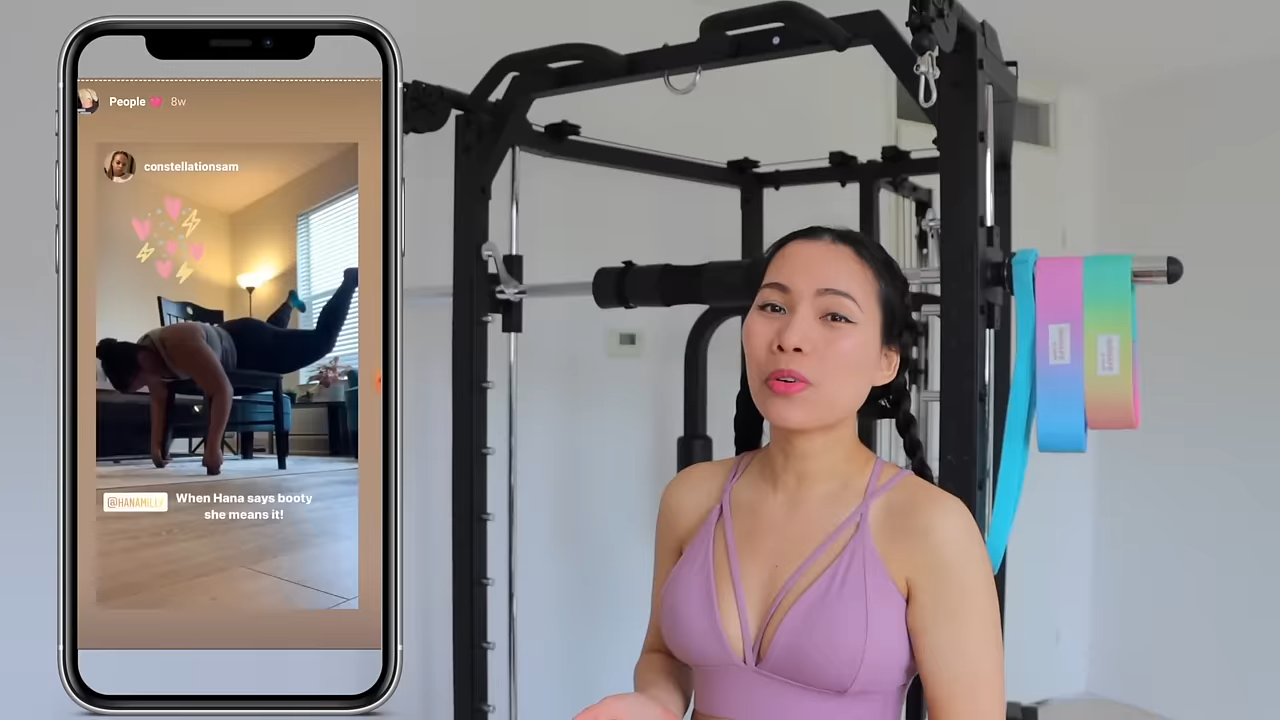 People 8w
constellationsam
@HANAMILLY
When Hana says booty
she means it!